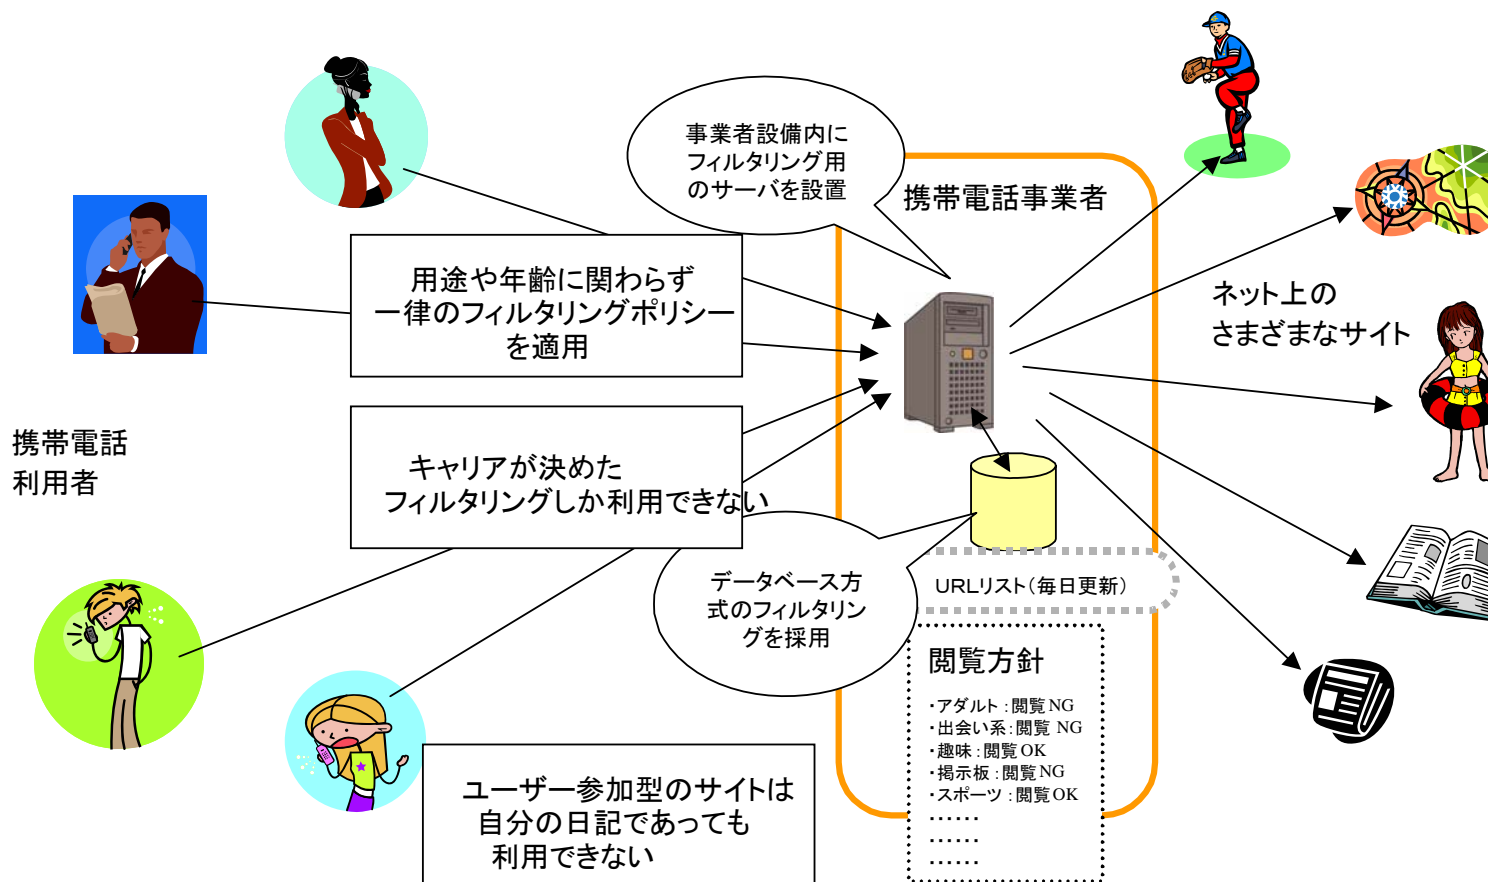 事業者設備内に
フィルタリング用
のサーバを設置
携帯電話事業者
用途や年齢に関わらず
一律のフィルタリングポリシー
を適用
ネット上の
さまざまなサイト
携帯電話
利用者
キャリアが決めた
フィルタリングしか利用できない
データベース方
式のフィルタリン
グを採用
URLリスト(毎日更新)
閲覧方針
・アダルト:閲覧NG
・出会い系:閲覧 NG
・趣味:閲覧OK
・掲示板:閲覧NG
・スポーツ:閲覧OK
・・・・・・
・・・・・・
・・・・・・
ユーザー参加型のサイトは
自分の日記であっても
利用できない